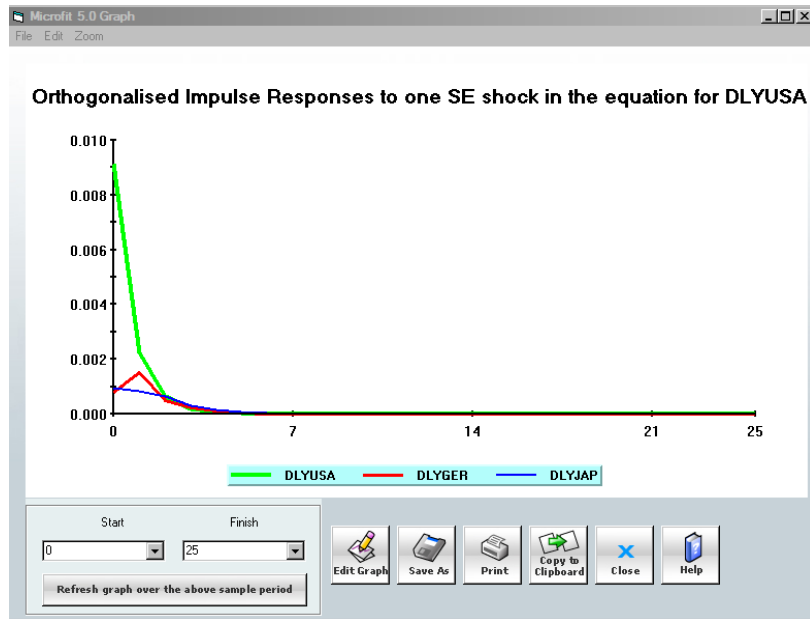 Microfit 5.0 Graph
File Edit Zoom
Orthogonalised Impulse Responses to one SE shock in the equation for DLYUSA
0.010
0.008
0.006
0.004
0.002
0.000
0 7 14 21 25
DLYUSA DLYGER DLYJAP
Start Finish
0 25
Refresh graph over the above sample period
Edit Graph
Save As
Print
Copy to
Clipboard
Close
Help